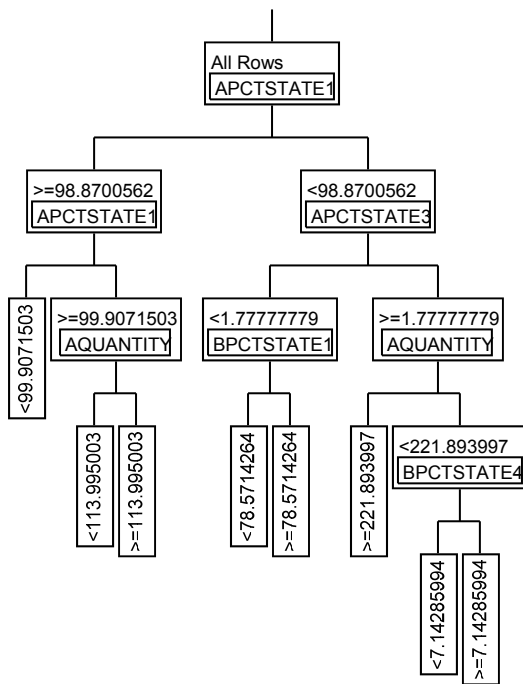 All Rows
APCTSTATE1
>=98.8700562
APCTSTATE1
<98.8700562
APCTSTATE3
<99.9071503
>=99.9071503
AQUANTITY
<1.77777779
BPCTSTATE1
>=1.77777779
AQUANTITY
<113.995003
>=113.995003
<78.5714264
>=78.5714264
>=221.893997
<221.893997
BPCTSTATE4
<7.14285994
>=7.14285994